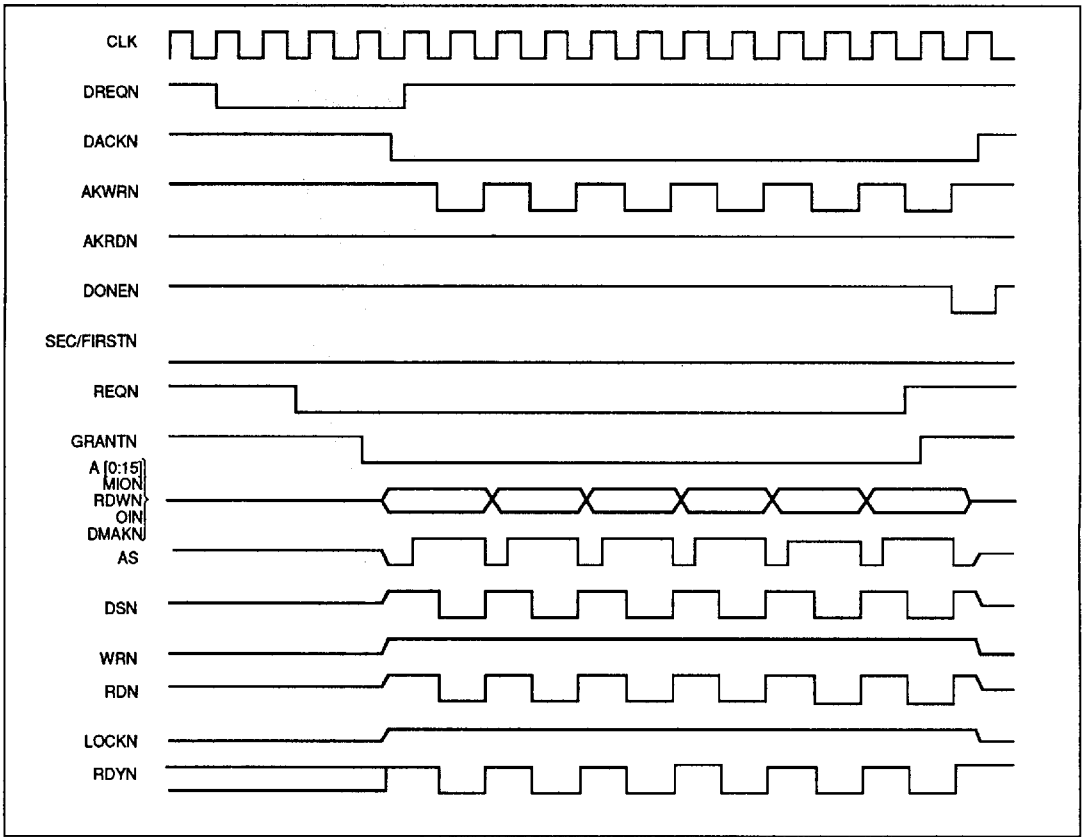 CLK
DREQN
DACKN
AKWRN
AKRDN
DONEN
SEC/FIRSTN
REQN
GRANTN
A [0:15]
MION
RDWN
OIN
DMAKN
AS
DSN
WRN
RDN
LOCKN
RDYN